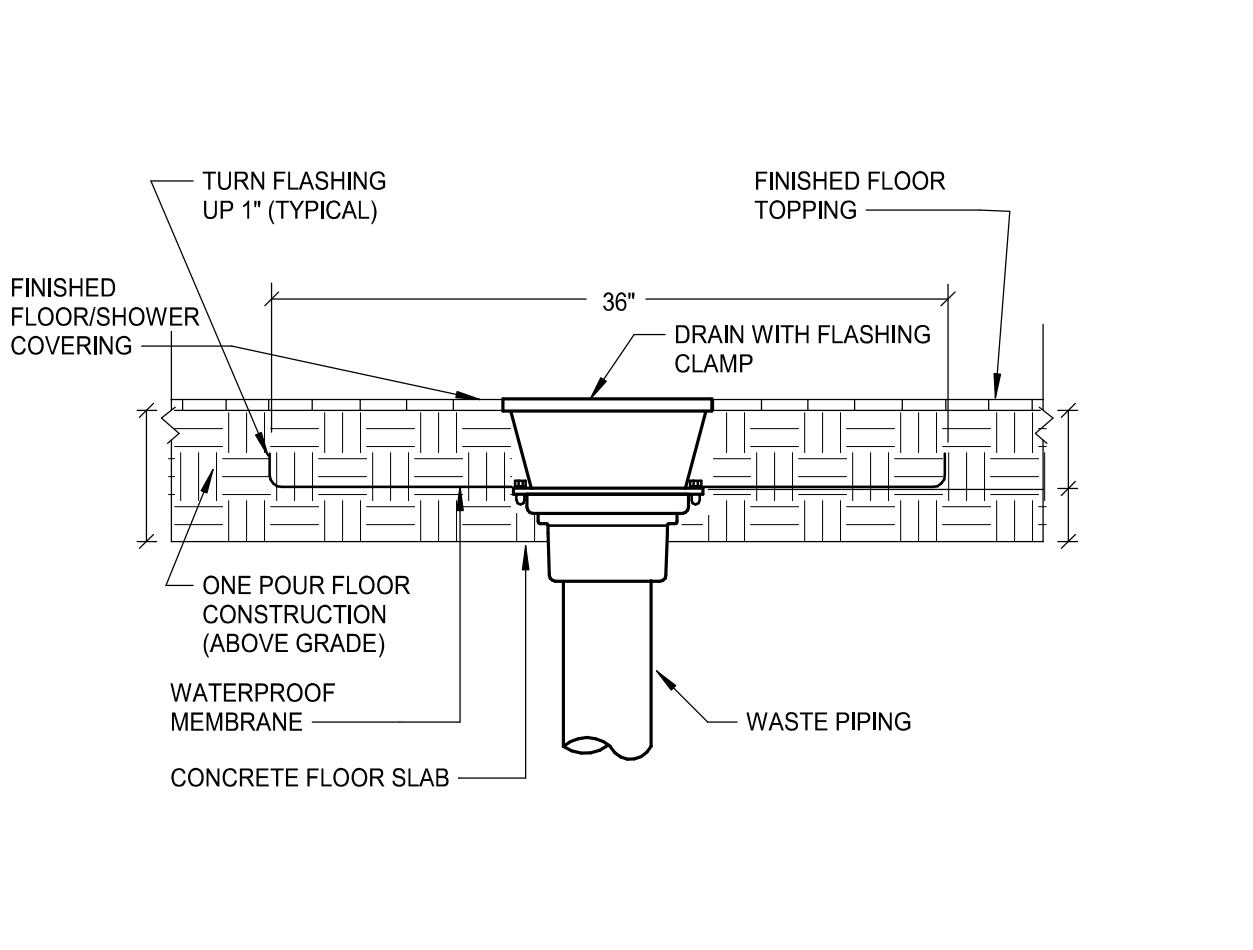 TURN FLASHING
UP 1" (TYPICAL)
FINISHED FLOOR
TOPPING
FINISHED
FLOOR/SHOWER
COVERING
36"
DRAIN WITH FLASHING
CLAMP
ONE POUR FLOOR
CONSTRUCTION
(ABOVE GRADE)
WATERPROOF
MEMBRANE
WASTE PIPING
CONCRETE FLOOR SLAB